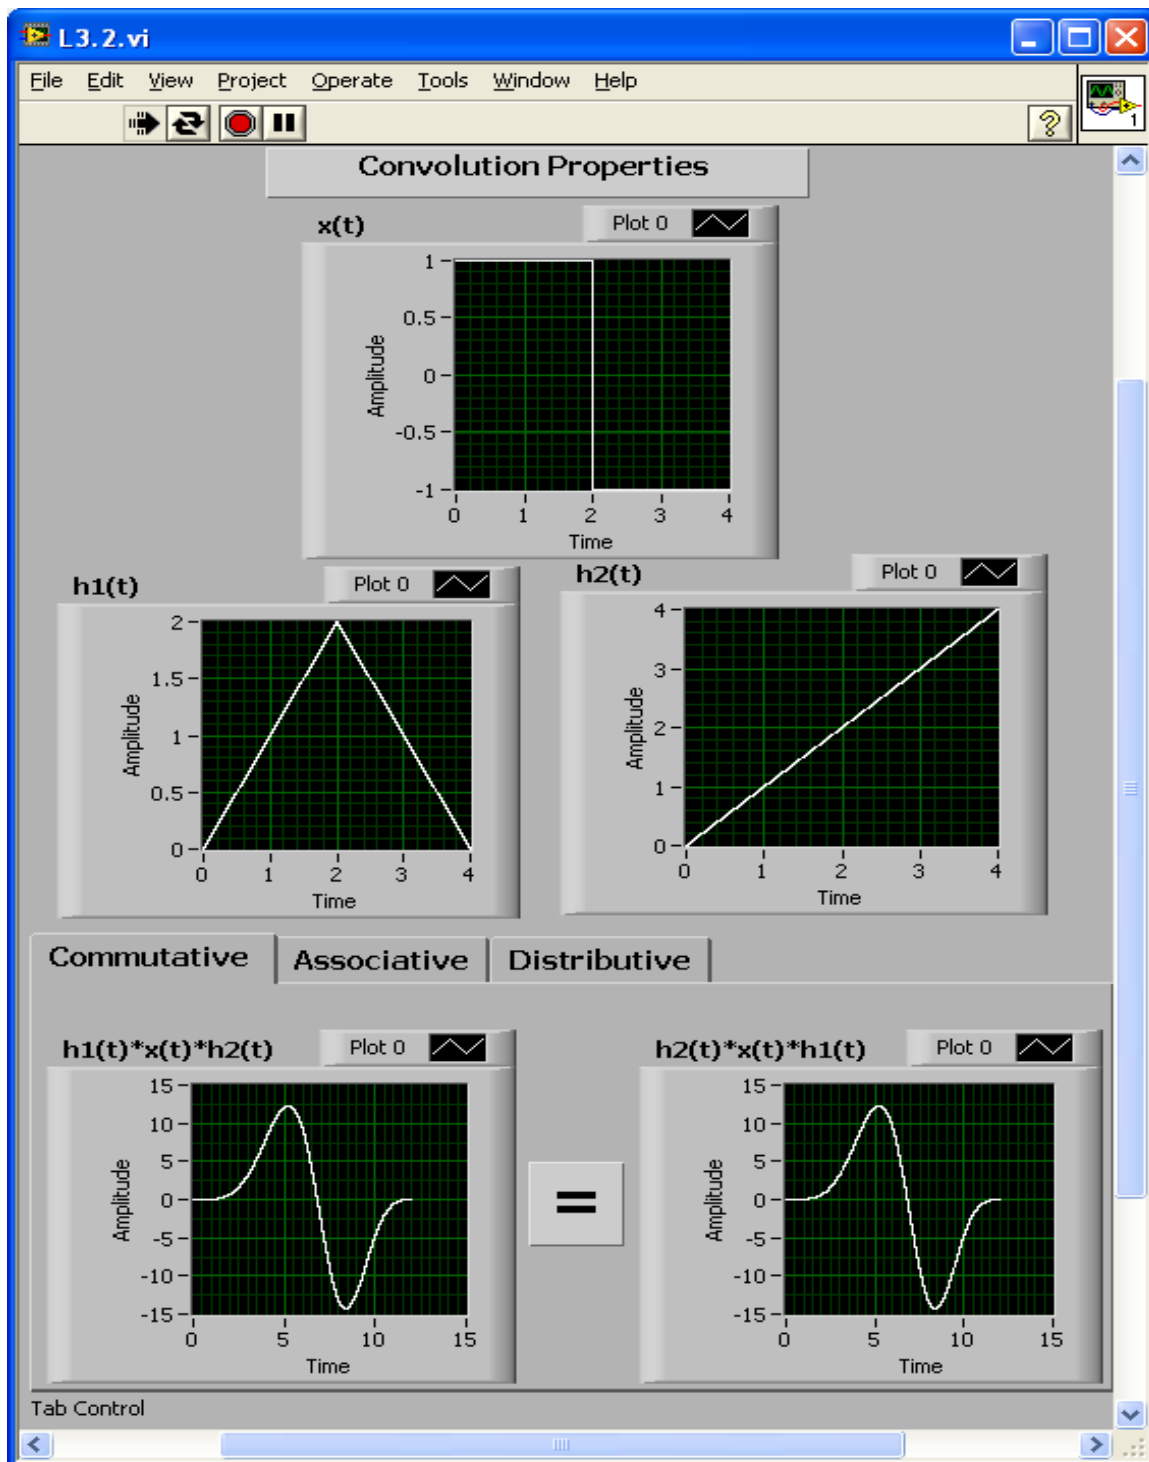 L3.2.vi
File Edit View Project Operate Tools Window Help
1
Convolution Properties
x(t)
Plot 0
1
0.5
0
-0.5
-1
Amplitude
0 1 2 3 4
Time
h1(t)
Plot 0
2
1.5
1
0.5
0
Amplitude
0 1 2 3 4
Time
h2(t)
Plot 0
4
3
2
1
0
Amplitude
0 1 2 3 4
Time
Commutative Associative Distributive
h1(t)*x(t)*h2(t)
Plot 0
15
10
5
0
-5
-10
-15
Amplitude
0 5 10 15
Time
=
h2(t)*x(t)*h1(t)
Plot 0
15
10
5
0
-5
-10
-15
Amplitude
0 5 10 15
Time
Tab Control